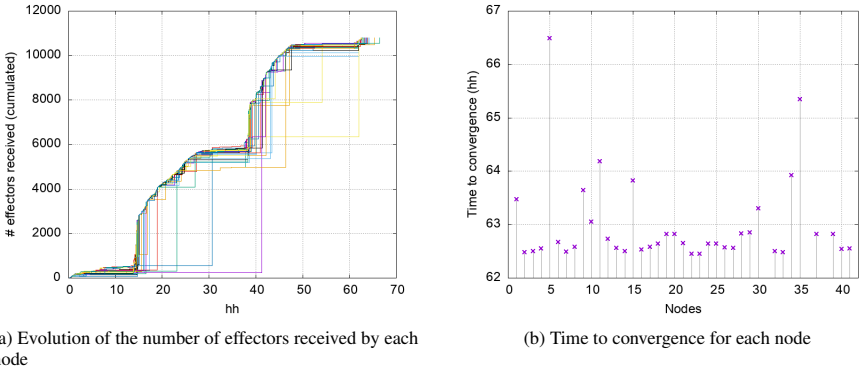 12000
10000
8000
6000
4000
2000
0
# effectors received (cumulated)
0 10 20 30 40 50 60 70
hh
67
66
65
64
63
62
Time to convergence (hh)
0 5 10 15 20 25 30 35 40
Nodes
a) Evolution of the number of effectors received by each
ode
(b) Time to convergence for each node